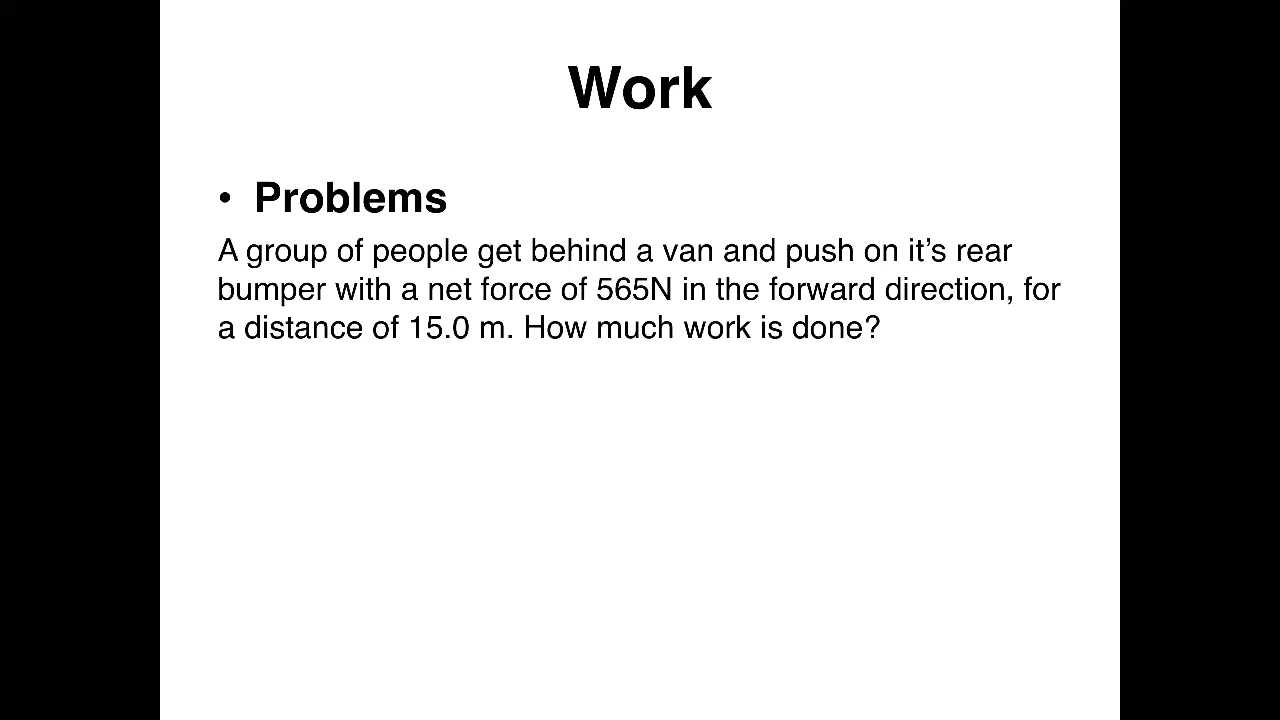 Work
• Problems
A group of people get behind a van and push on it’s rear
bumper with a net force of 565N in the forward direction, for
a distance of 15.0 m. How much work is done?